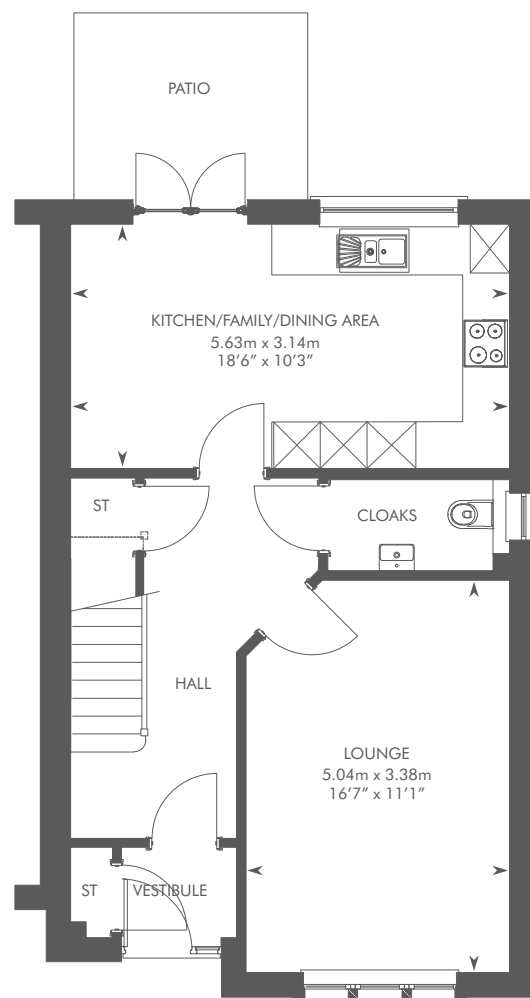 PATIO
KITCHEN/FAMILY/DINING AREA
5.63m x 3.14m
18’6” x 10’3”
ST
CLOAKS
HALL
LOUNGE
5.04m x 3.38m
16’7” x 11’1”
ST
VESTIBULE